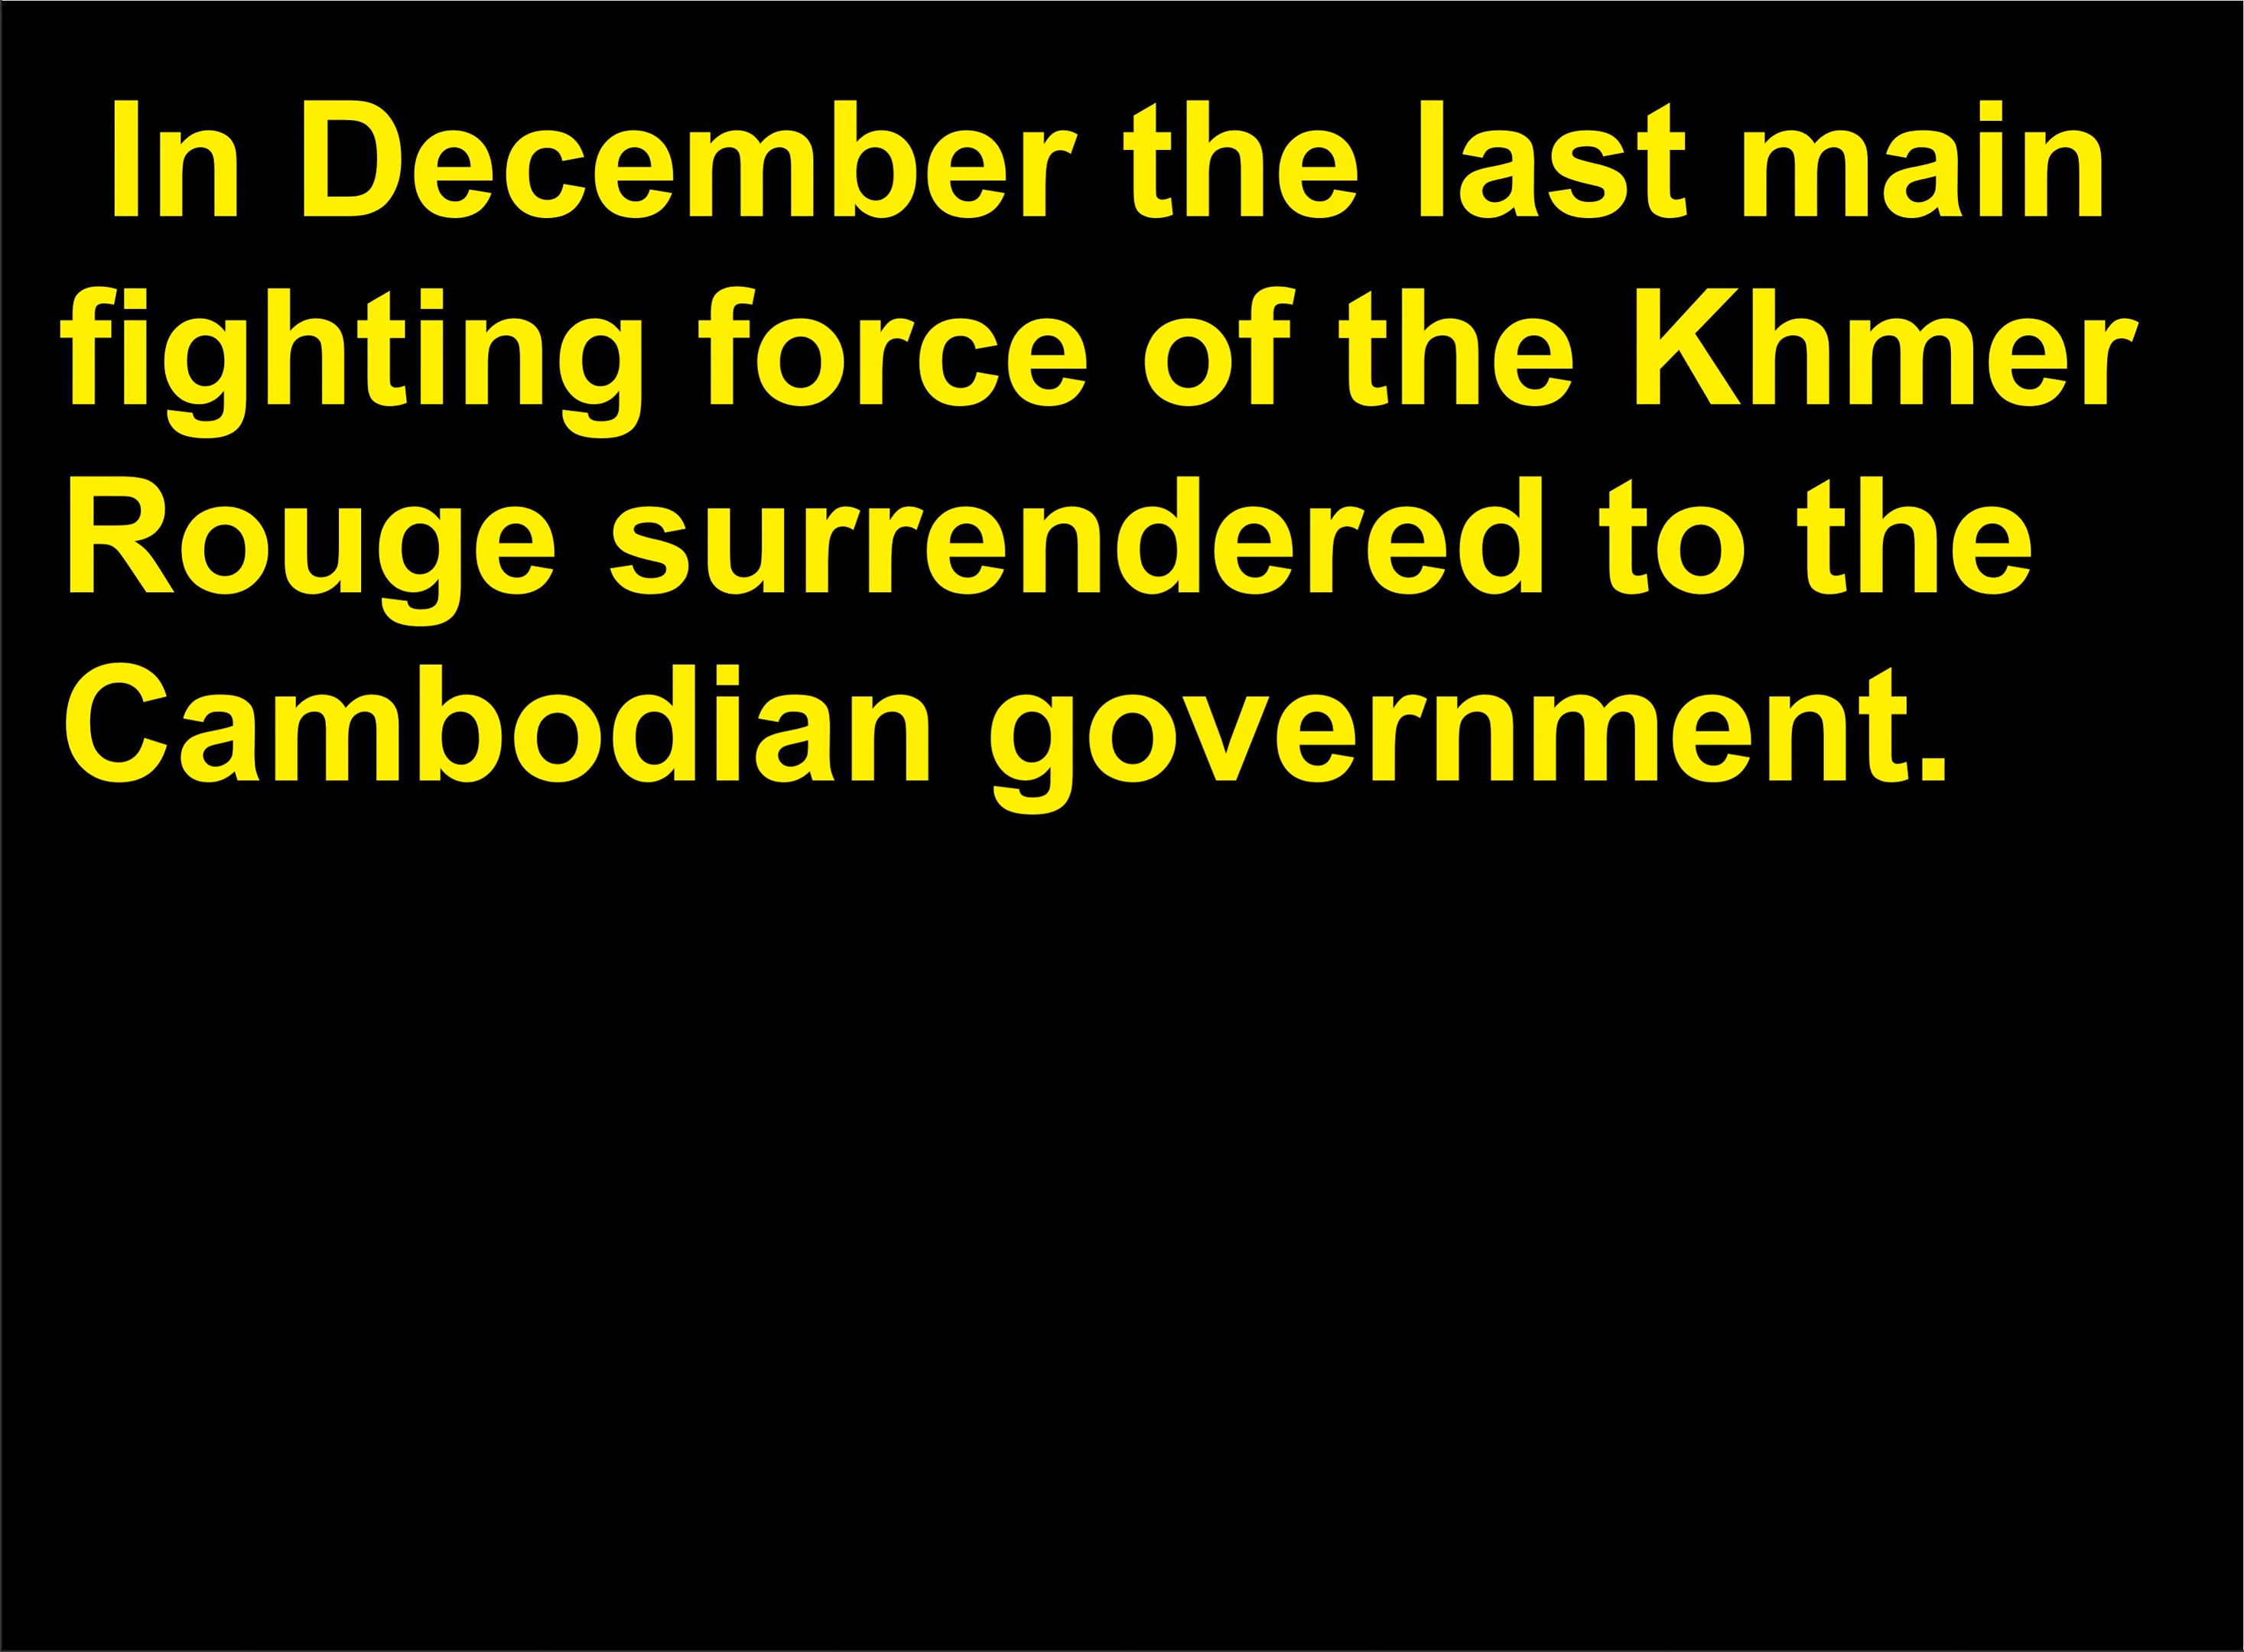 In December the last main
fighting force of the Khmer
Rouge surrendered to the
Cambodian government.